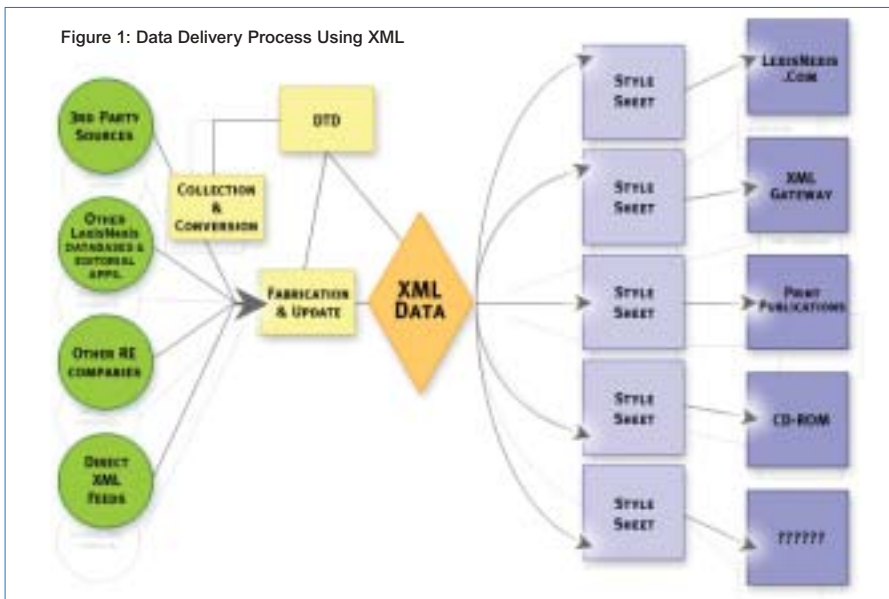 Figure 1: Data Delivery Process Using XML
3RD PARTY
SOURCES
OTHER
LEXISNEXIS
DATABASES &
EDITORIAL
APPS.
OTHER RE
COMPANIES
DIRECT
XML
FEEDS
COLLECTION
&
CONVERSION
DTD
FABRICATION
& UPDATE
XML
DATA
STYLE
SHEET
STYLE
SHEET
STYLE
SHEET
STYLE
SHEET
STYLE
SHEET
LEXISNEXIS
.COM
XML
GATEWAY
PRINT
PUBLICATIONS
CD-ROM
??????